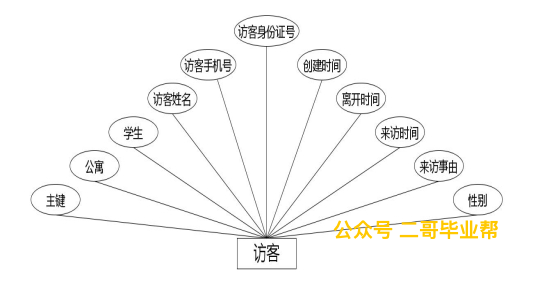 访客身份证号
访客手机号
创建时间
访客姓名
离开时间
学生
来访时间
公寓
来访事由
主键
性别
公众号 二哥毕业帮
访客